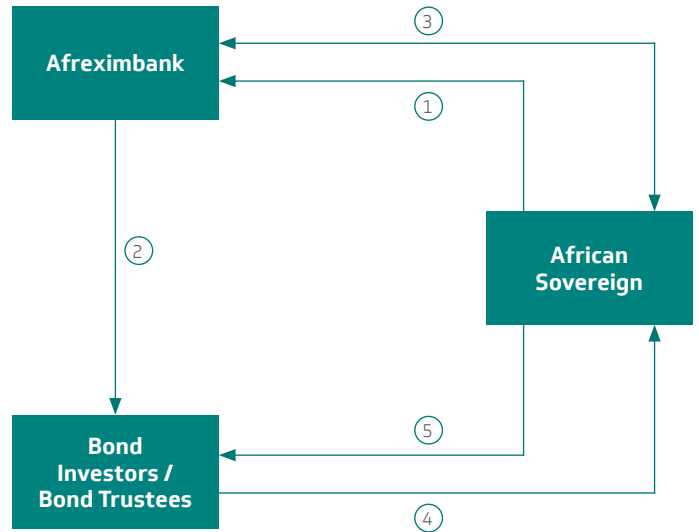 3
Afreximbank
1
2
African
Sovereign
5
Bond
Investors /
Bond Trustees
4